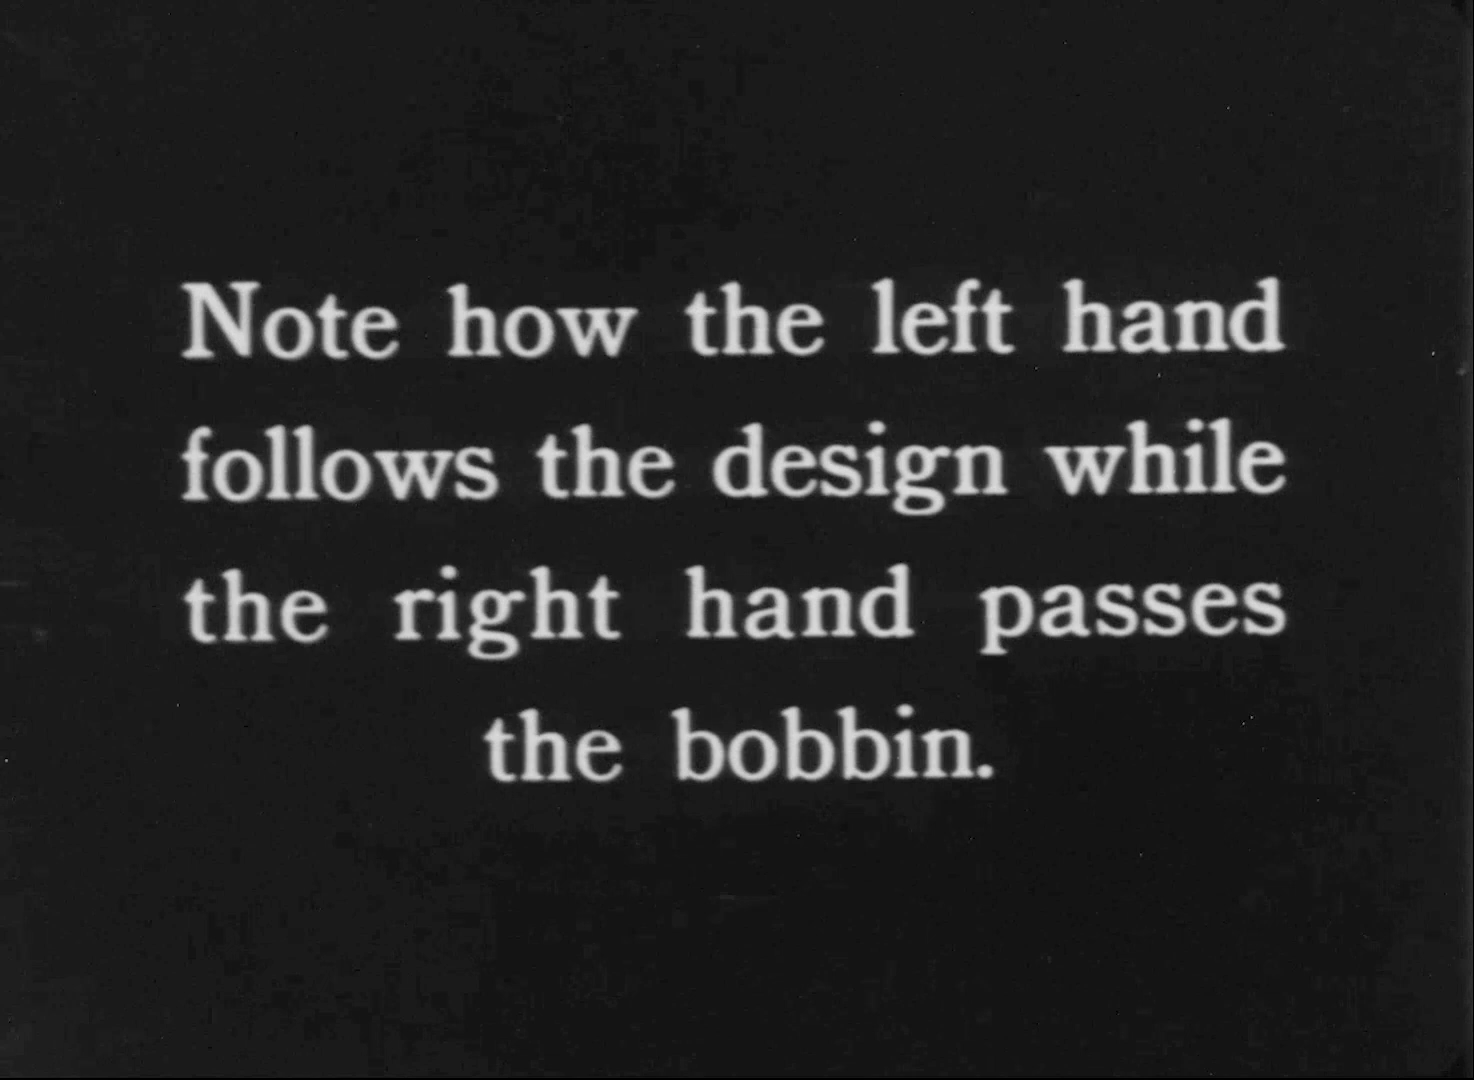 Note how the left hand
follows the design while
the right hand passes
the bobbin.